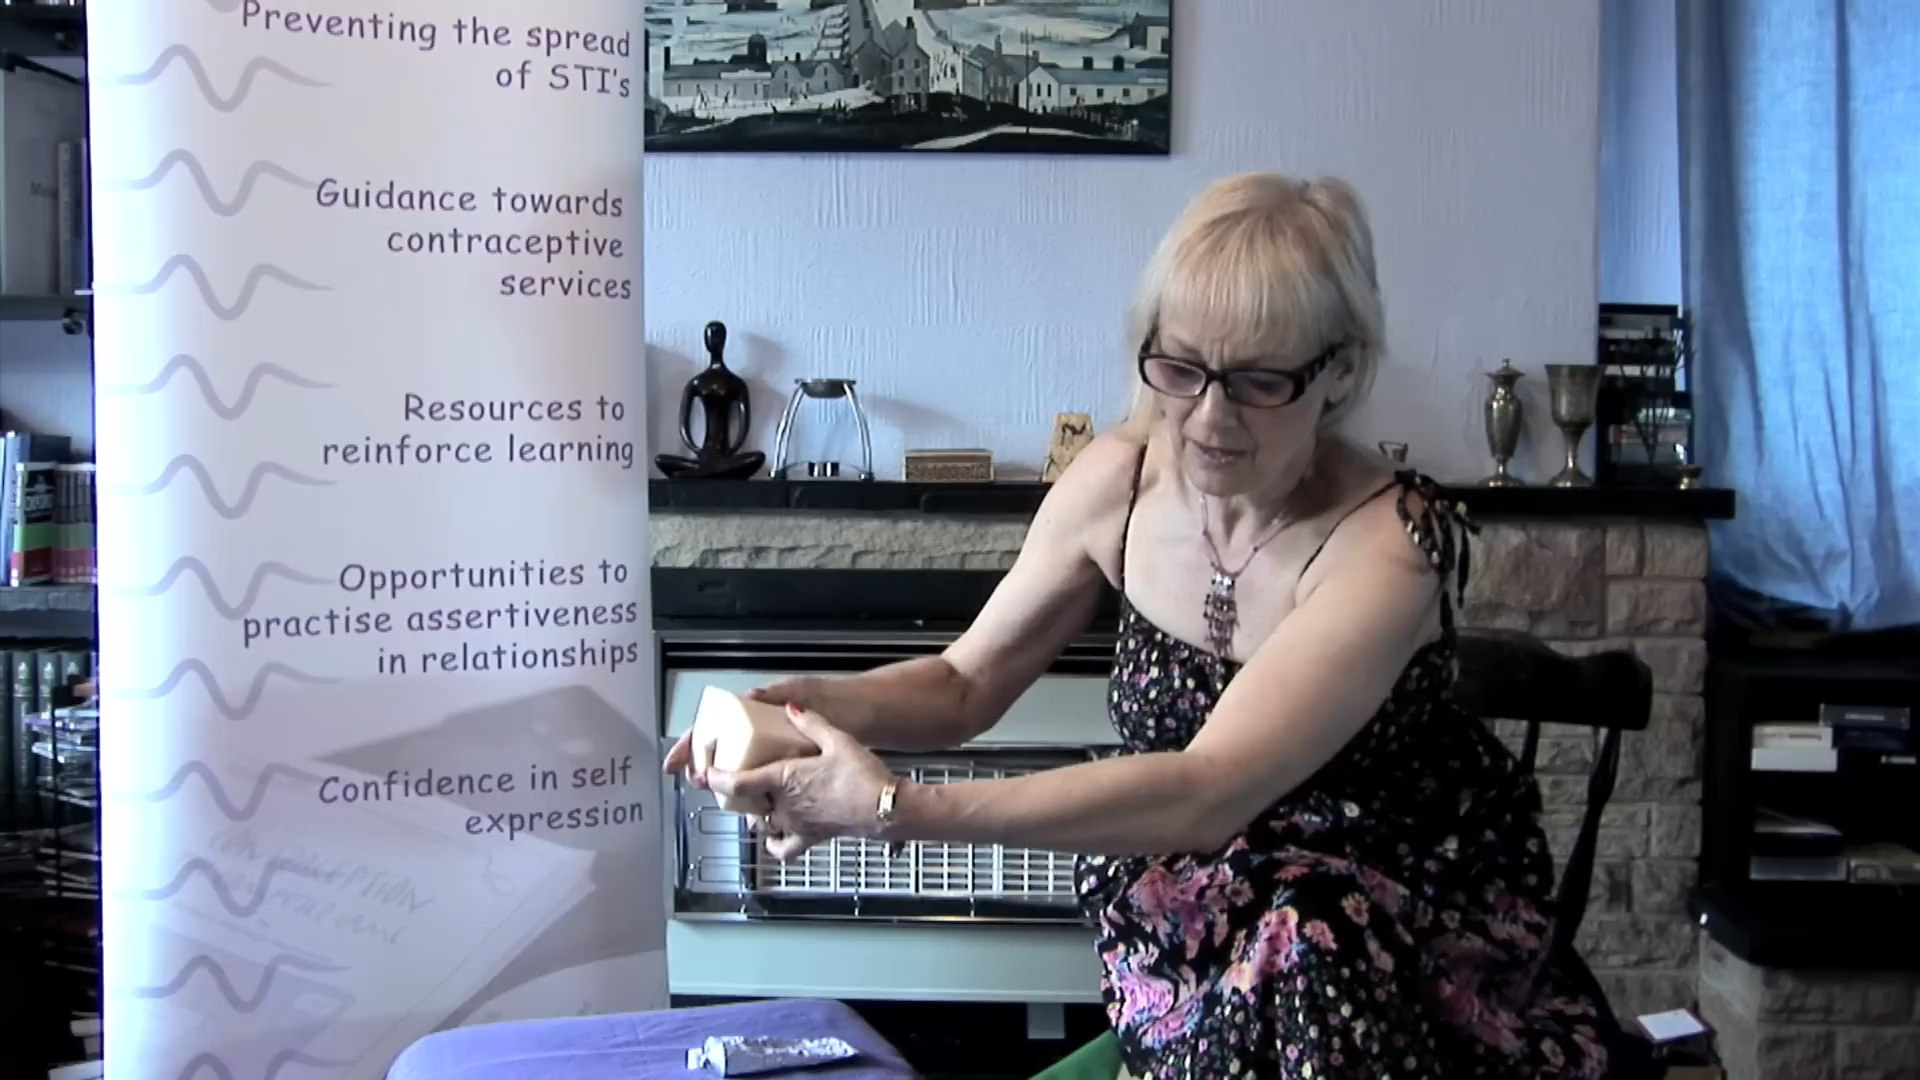 Preventing the spread
of STI's
Guidance towards
contraceptive
services
Resources to
reinforce learning
Opportunities to
practise assertiveness
in relationships
Confidence in self
expression
CONCEPTION